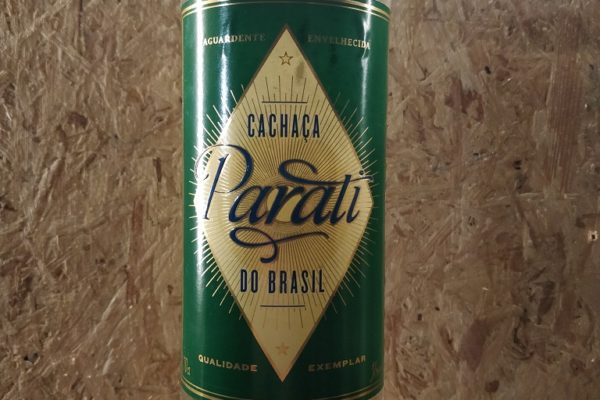 AGUARDENTE ENVELHECIDA
CACHAÇA
Parati
DO BRASIL
QUALIDADE EXEMPLAR